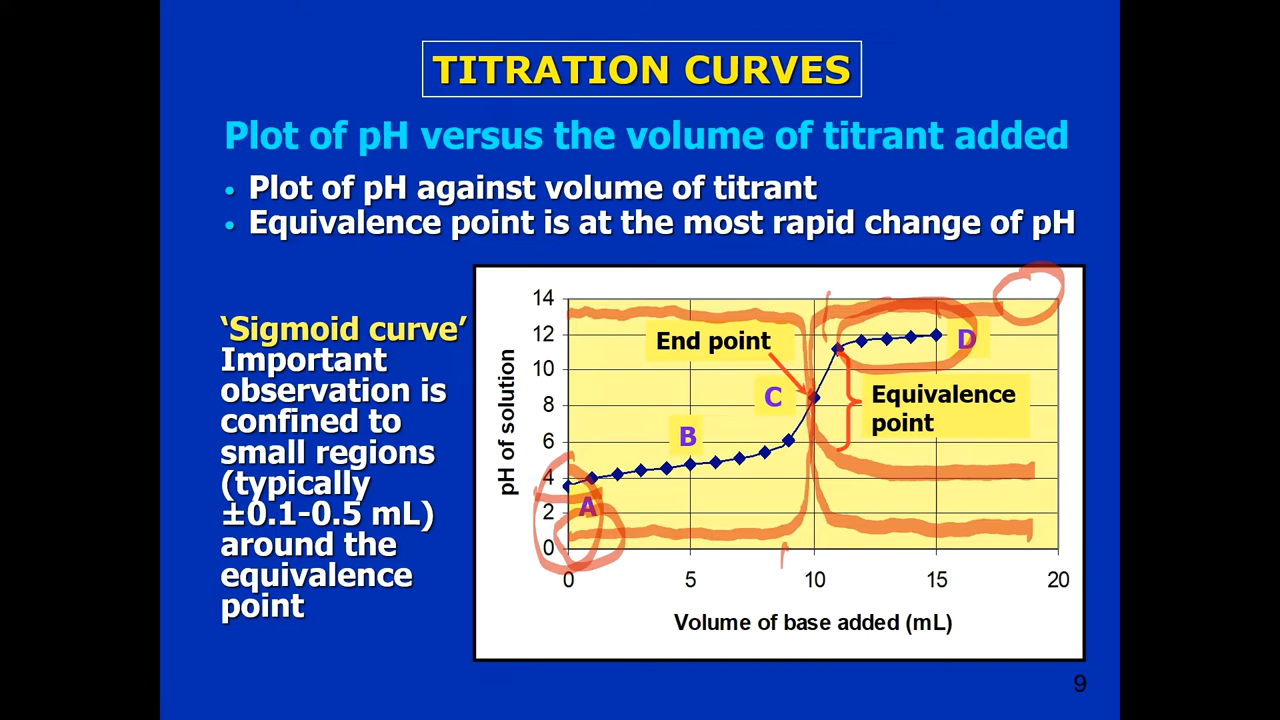 TITRATION CURVES
Plot of pH versus the volume of titrant added
• Plot of pH against volume of titrant
• Equivalence point is at the most rapid change of pH
‘Sigmoid curve’
Important
observation is
confined to
small regions
(typically
±0.1-0.5 mL)
around the
equivalence
point
pH of solution
14
12
10
8
6
4
2
0
End point
D
C
Equivalence
point
B
A
0 5 10 15 20
Volume of base added (mL)
9